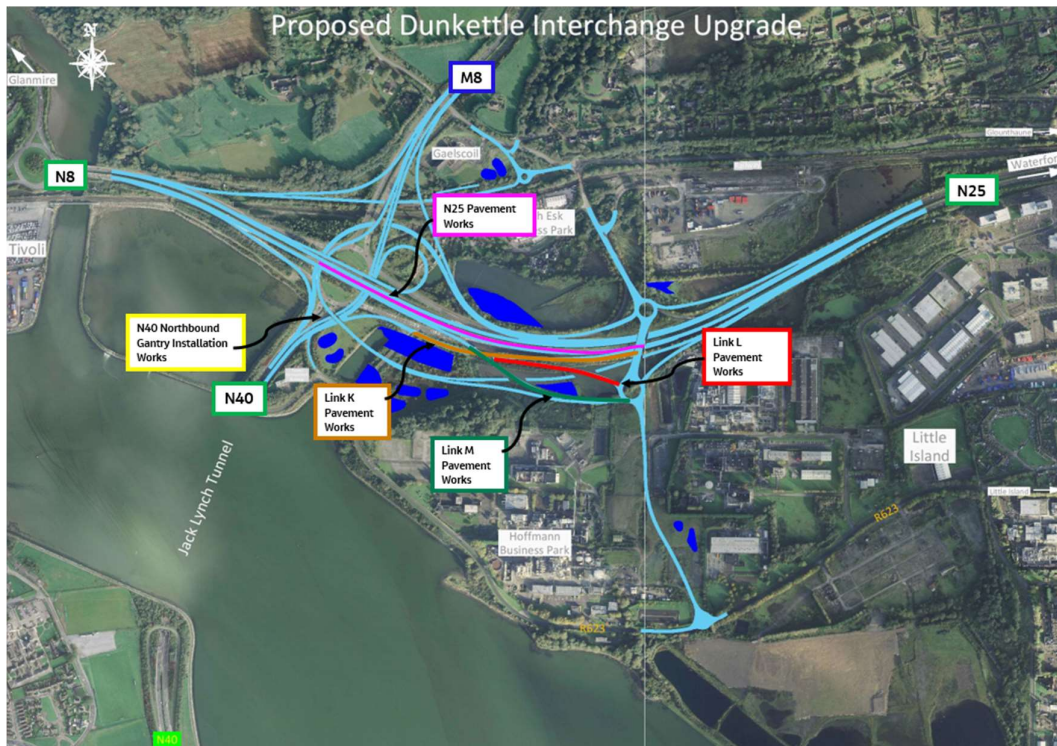 Proposed Dunkettle Interchange Upgrade
N
Glanmire
M8
Gaelscoil
Glounthaune
Waterfor
N8
N25
N25 Pavement
Works
Esk
Business Park
Tivoli
N40 Northbound
Gantry Installation
Works
Link L
Pavement
Works
N40
Link K
Pavement
Works
Link M
Pavement
Works
Little
Island
Little Island
Jack Lynch Tunnel
R623
Hoffmann
Business Park
R623
N40